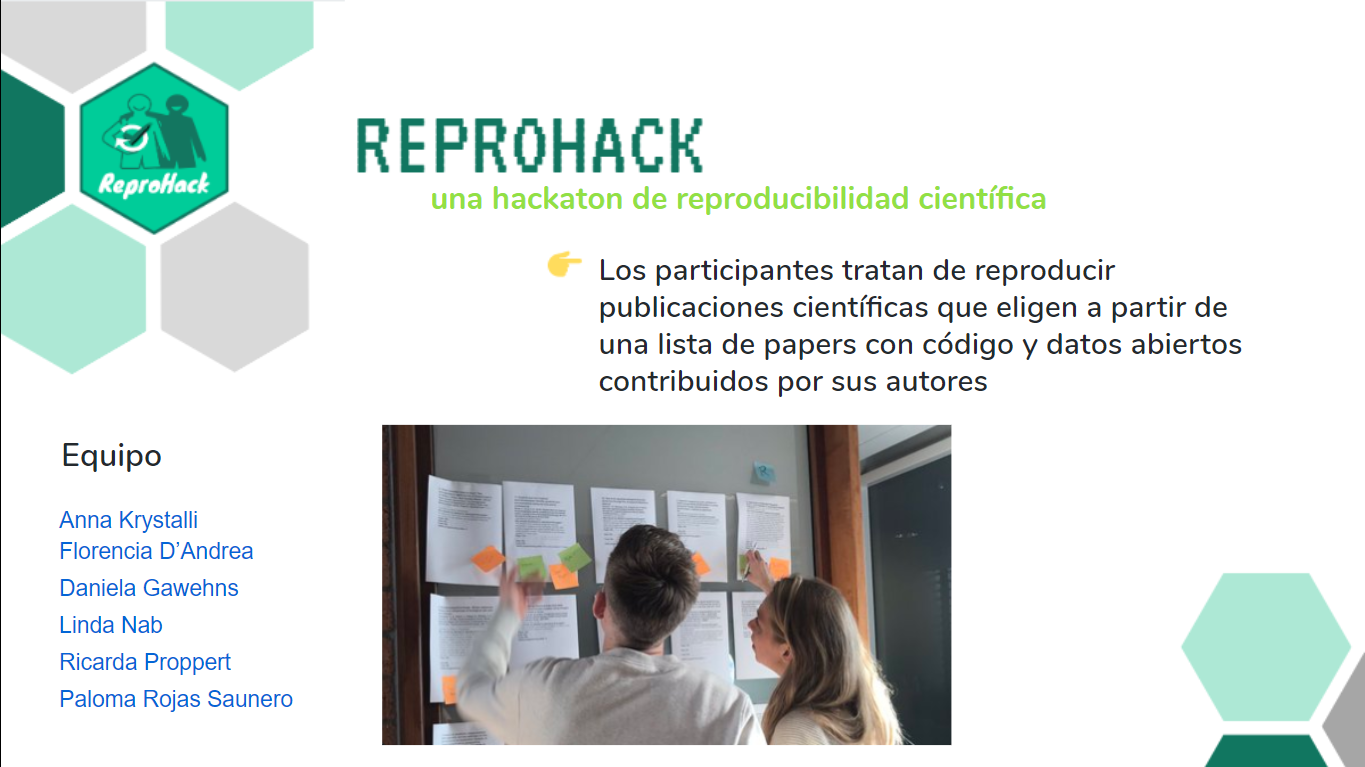 ReproHack
REPROHACK
una hackaton de reproducibilidad científica
Los participantes tratan de reproducir
publicaciones científicas que eligen a partir de
una lista de papers con código y datos abiertos
contribuidos por sus autores
Equipo
Anna Krystalli
Florencia D’Andrea
Daniela Gawehns
Linda Nab
Ricarda Proppert
Paloma Rojas Saunero
R